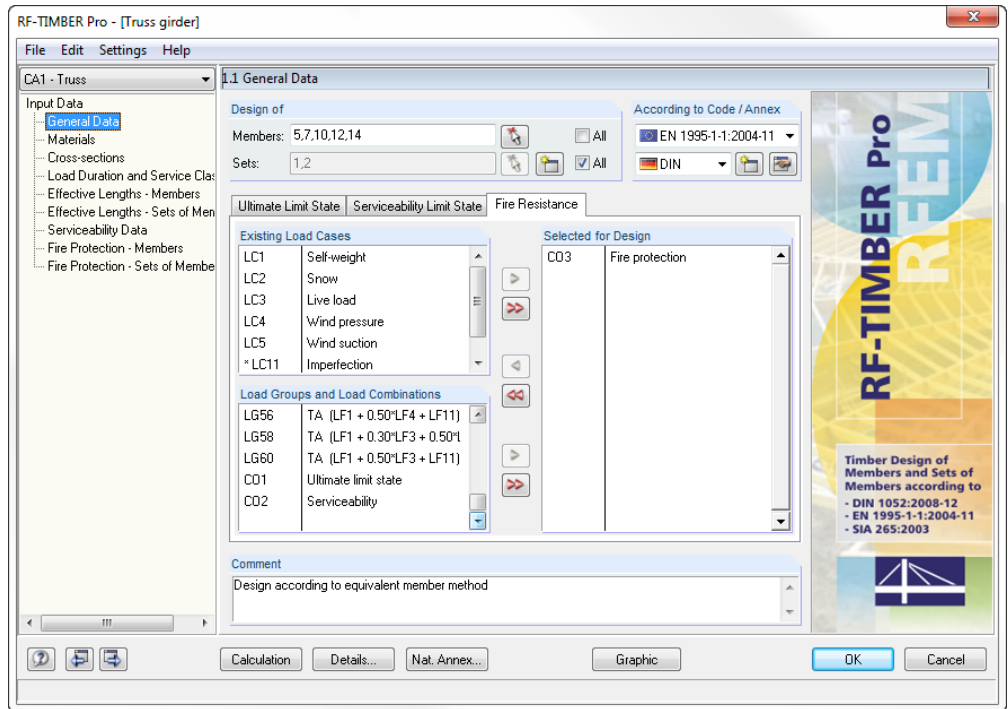 RF-TIMBER Pro - [Truss girder]
File Edit Settings Help
CA1 - Truss
Input Data
General Data
Materials
Cross-sections
Load Duration and Service Clas
Effective Lengths - Members
Effective Lengths - Sets of Men
Serviceability Data
Fire Protection - Members
Fire Protection - Sets of Membe
1.1 General Data
Design of
Members: 5,7,10,12,14
All
Sets: 1,2
All
According to Code / Annex
EN 1995-1-1:2004-11
DIN
Ultimate Limit State Serviceability Limit State Fire Resistance
Existing Load Cases
LC1 Self-weight
LC2 Snow
LC3 Live load
LC4 Wind pressure
LC5 Wind suction
* LC11 Imperfection
Load Groups and Load Combinations
LG56 TA (LF1 + 0.50*LF4 + LF11)
LG58 TA (LF1 + 0.30*LF3 + 0.50*L
LG60 TA (LF1 + 0.50*LF3 + LF11)
CO1 Ultimate limit state
CO2 Serviceability
Selected for Design
CO3 Fire protection
Comment
Design according to equivalent member method
RF-TIMBER Pro
RFEM
Timber Design of
Members and Sets of
Members according to
- DIN 1052:2008-12
- EN 1995-1-1:2004-11
- SIA 265:2003
Calculation Details... Nat. Annex... Graphic OK Cancel